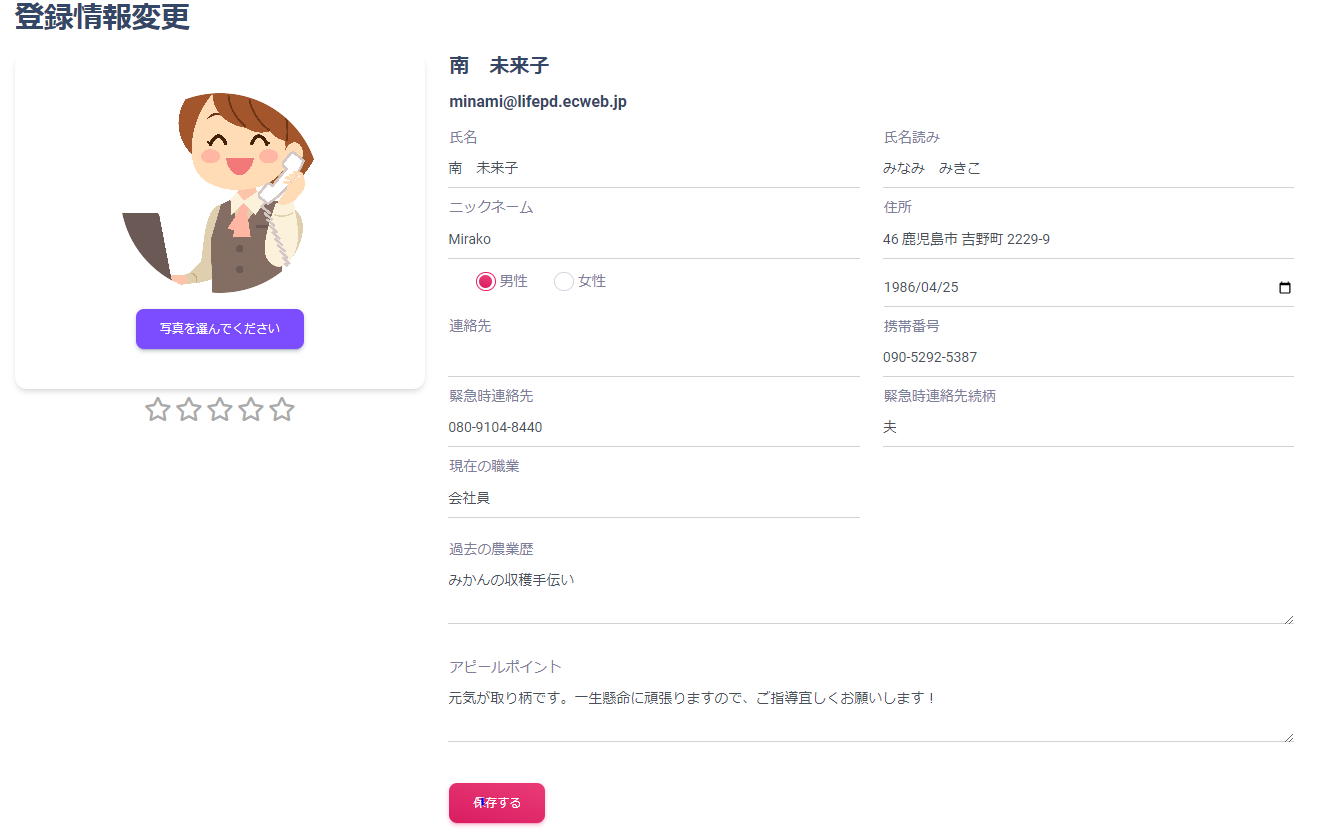 登録情報変更
写真を選んでください
南　未来子
minami@lifepd.ecweb.jp
氏名
南　未来子
氏名読み
みなみ　みきこ
ニックネーム
Mirako
住所
46 鹿児島市 吉野町 2229-9
男性 女性
1986/04/25
連絡先
携帯番号
090-5292-5387
緊急時連絡先
080-9104-8440
緊急時連絡先続柄
夫
現在の職業
会社員
過去の農業歴
みかんの収穫手伝い
アピールポイント
元気が取り柄です。一生懸命に頑張りますので、ご指導宜しくお願いします！
保存する